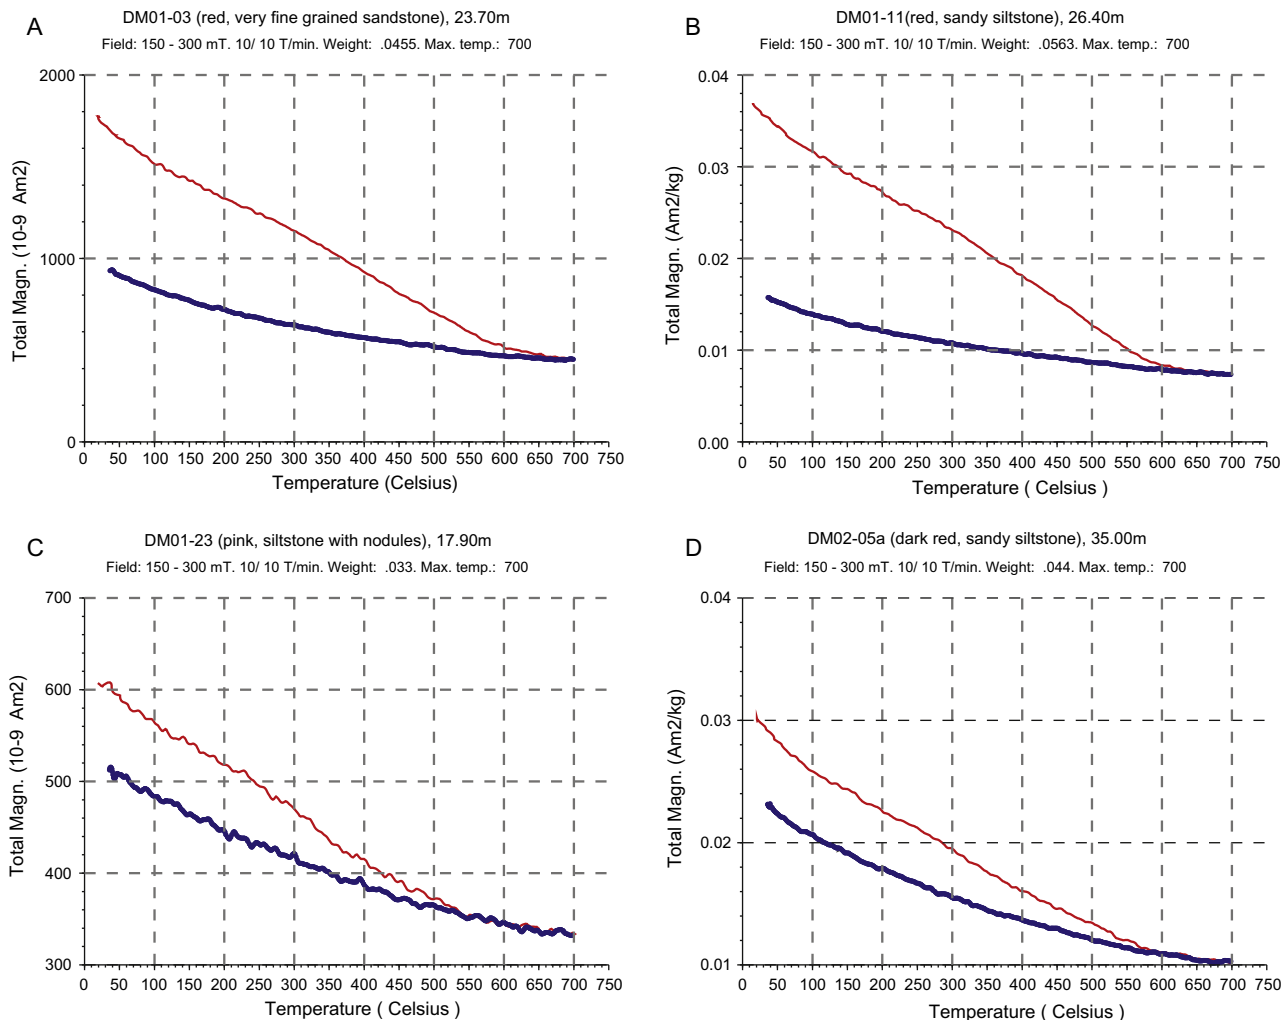 A
DM01-03 (red, very fine grained sandstone), 23.70m
Field: 150 - 300 mT. 10/ 10 T/min. Weight: .0455. Max. temp.: 700
2000
1000
0
Total Magn. (10-9 Am2)
0 50 100 150 200 250 300 350 400 450 500 550 600 650 700 750
Temperature (Celsius)
B
DM01-11(red, sandy siltstone), 26.40m
Field: 150 - 300 mT. 10/ 10 T/min. Weight: .0563. Max. temp.: 700
0.04
0.03
0.02
0.01
0.00
Total Magn. (Am2/kg)
0 50 100 150 200 250 300 350 400 450 500 550 600 650 700 750
Temperature ( Celsius )
C
DM01-23 (pink, siltstone with nodules), 17.90m
Field: 150 - 300 mT. 10/ 10 T/min. Weight: .033. Max. temp.: 700
700
600
500
400
300
Total Magn. (10-9 Am2)
0 50 100 150 200 250 300 350 400 450 500 550 600 650 700 750
Temperature ( Celsius )
D
DM02-05a (dark red, sandy siltstone), 35.00m
Field: 150 - 300 mT. 10/ 10 T/min. Weight: .044. Max. temp.: 700
0.04
0.03
0.02
0.01
Total Magn. (Am2/kg)
0 50 100 150 200 250 300 350 400 450 500 550 600 650 700 750
Temperature ( Celsius )